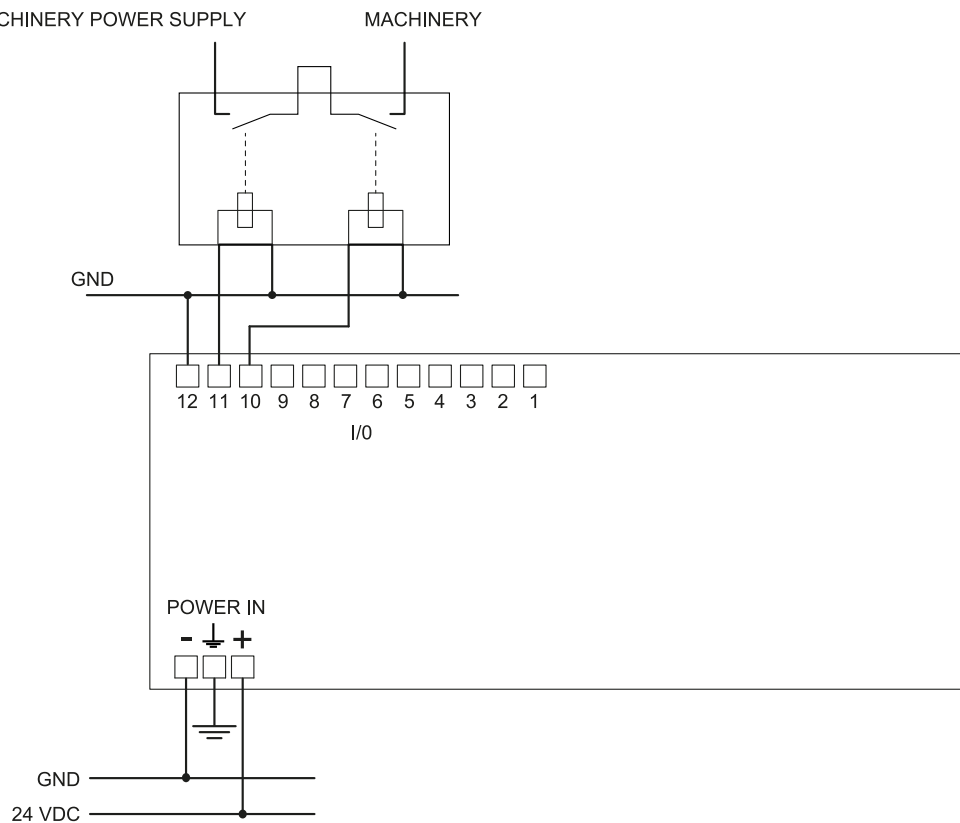 CHINERY POWER SUPPLY
MACHINERY
GND
12 11 10 9 8 7 6 5 4 3 2 1
I/0
POWER IN
- +
GND
24 VDC